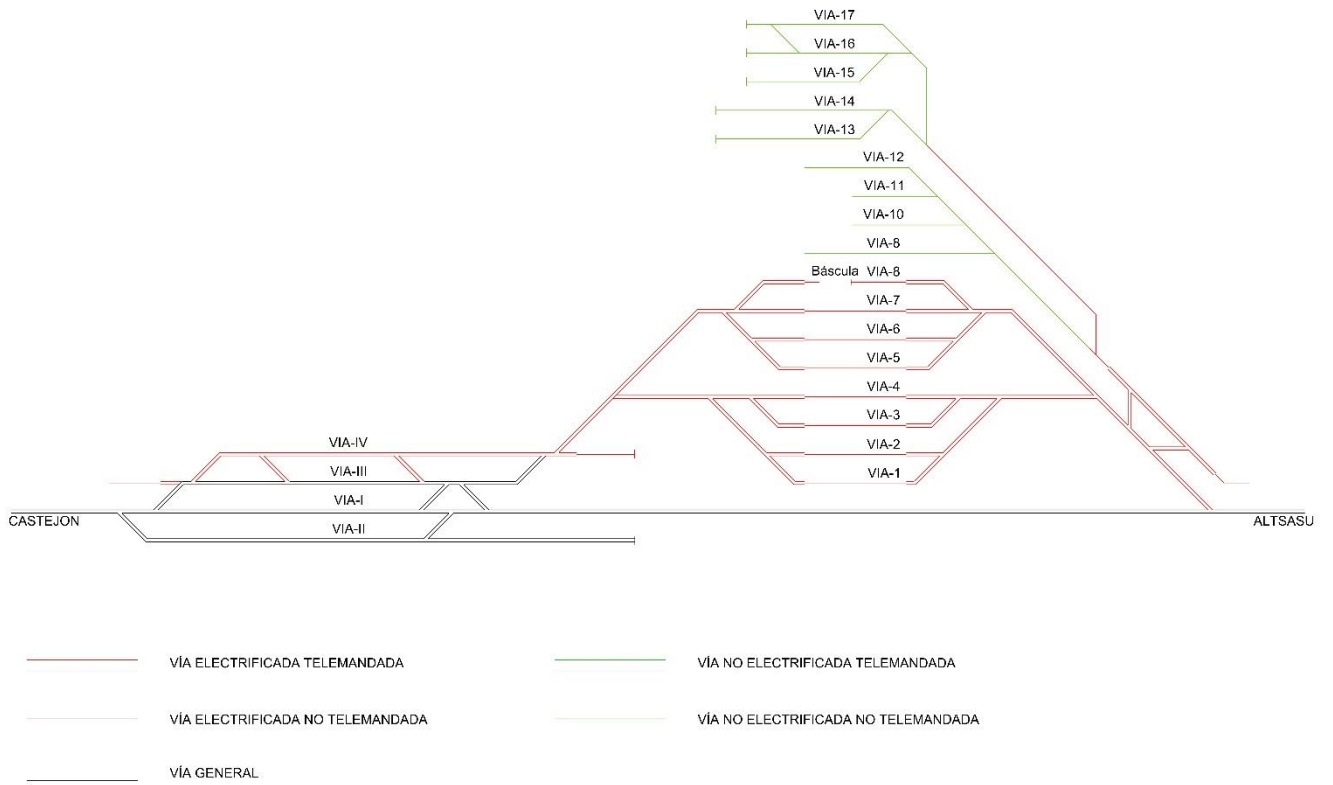 VIA-17
VIA-16
VIA-15
VIA-14
VIA-13
VIA-12
VIA-11
VIA-10
VIA-8
Báscula VIA-8
VIA-7
VIA-6
VIA-5
VIA-4
VIA-3
VIA-2
VIA-1
VIA-IV
VIA-III
VIA-I
VIA-II
CASTEJON
ALTSASU
VÍA ELECTRIFICADA TELEMANDADA
VÍA NO ELECTRIFICADA TELEMANDADA
VÍA ELECTRIFICADA NO TELEMANDADA
VÍA NO ELECTRIFICADA NO TELEMANDADA
VÍA GENERAL